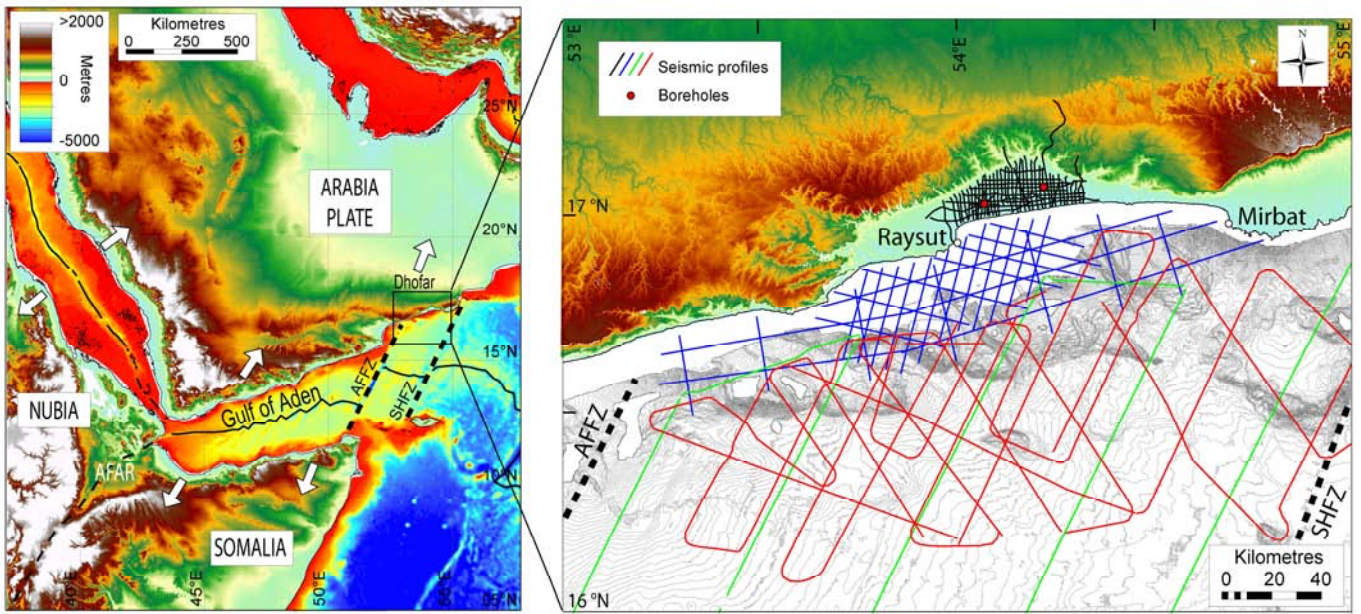 >2000
0
-5000
Metres
Kilometres
0 250 500
25°N
ARABIA
PLATE
20°N
Dhofar
15°N
AFFZ
SHFZ
Gulf of Aden
NUBIA
AFAR
10°N
SOMALIA
40°E
45°E
50°E
05°N
53 °E
54 °E
55 °E
Seismic profiles
Boreholes
N
17 °N
Raysut
Mirbat
AFFZ
SHFZ
Kilometres
0 20 40
16 °N